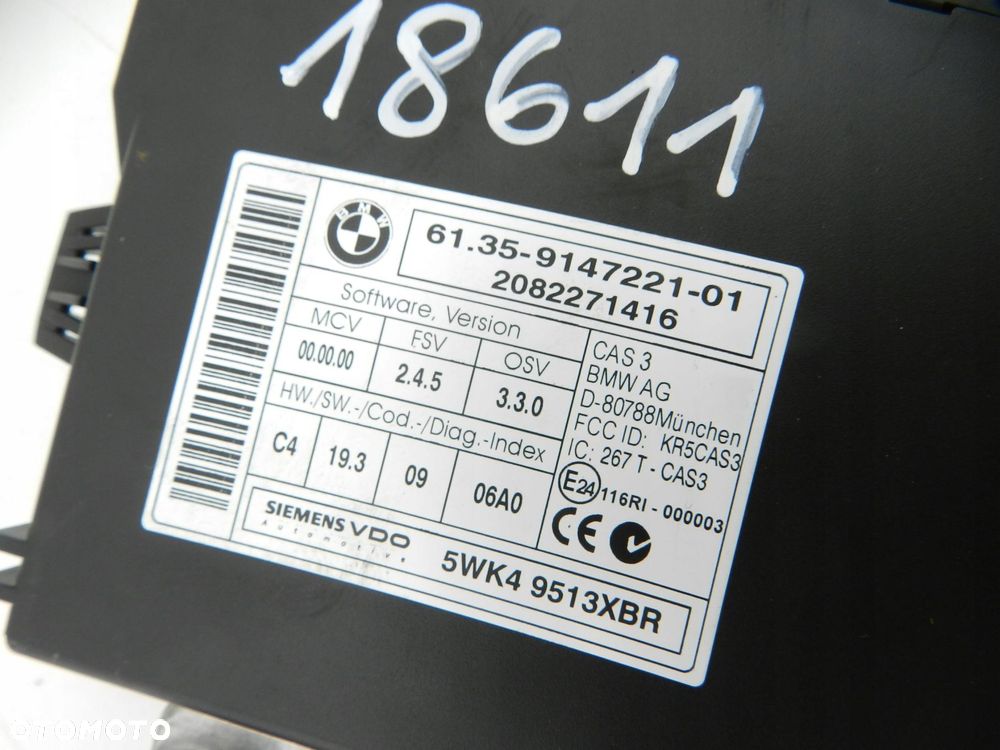 18611
BMW
61.35-9147221-01
2082271416
Software, Version
MCV FSV OSV
00.00.00 2.4.5 3.3.0
HW./SW.-/Cod.-/Diag.-Index
C4 19.3 09 06A0
CAS 3
BMW AG
D-80788München
FCC ID: KR5CAS3
IC: 267 T - CAS3
E24 116RI - 000003
CE
SIEMENS VDO
Automotive
5WK4 9513XBR
OTOMOTO